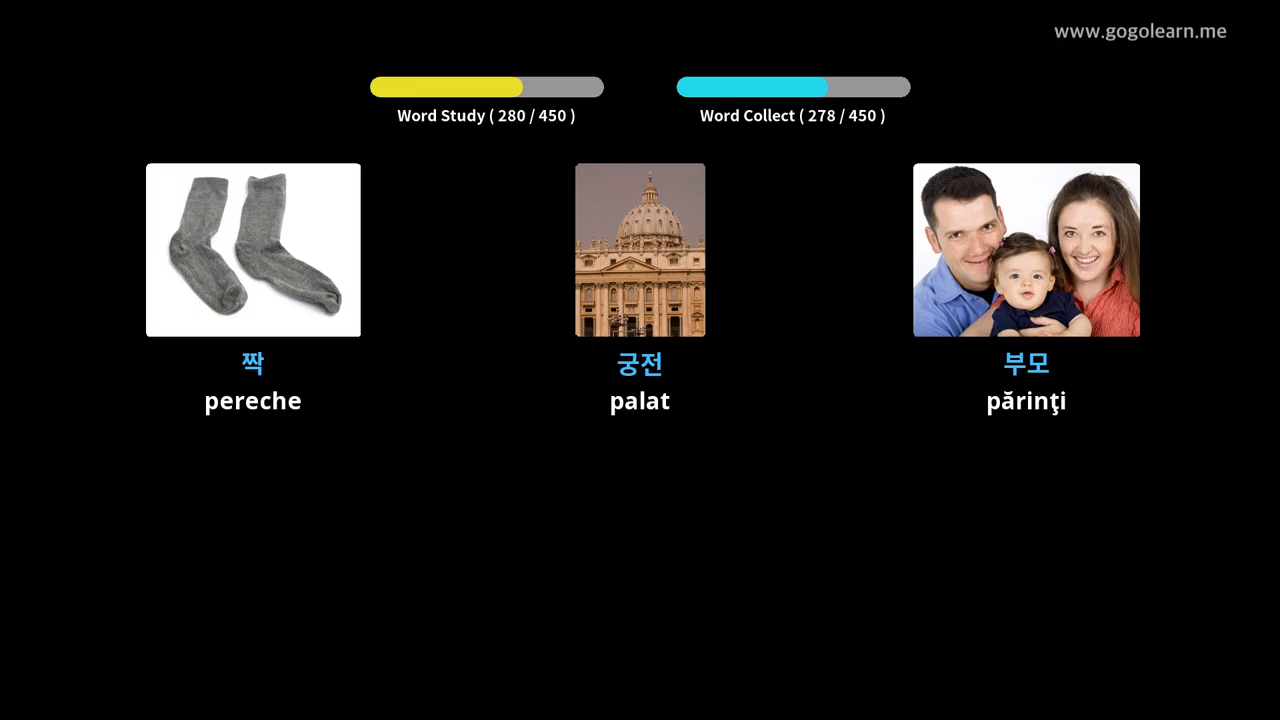 www.gogolearn.me
Word Study ( 280 / 450 )
Word Collect ( 278 / 450 )
짝
궁전
부모
pereche
palat
părinţi